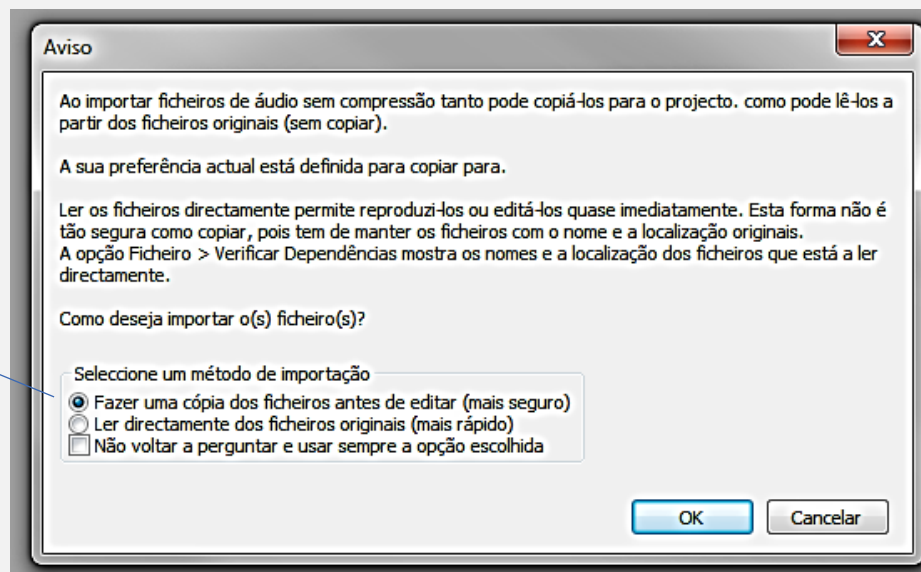 Aviso
Ao importar ficheiros de áudio sem compressão tanto pode copiá-los para o projecto. como pode lê-los a
partir dos ficheiros originais (sem copiar).
A sua preferência actual está definida para copiar para.
Ler os ficheiros directamente permite reproduzi-los ou editá-los quase imediatamente. Esta forma não é
tão segura como copiar, pois tem de manter os ficheiros com o nome e a localização originais.
A opção Ficheiro > Verificar Dependências mostra os nomes e a localização dos ficheiros que está a ler
directamente.
Como deseja importar o(s) ficheiro(s)?
Seleccione um método de importação
Fazer uma cópia dos ficheiros antes de editar (mais seguro)
Ler directamente dos ficheiros originais (mais rápido)
Não voltar a perguntar e usar sempre a opção escolhida
OK Cancelar